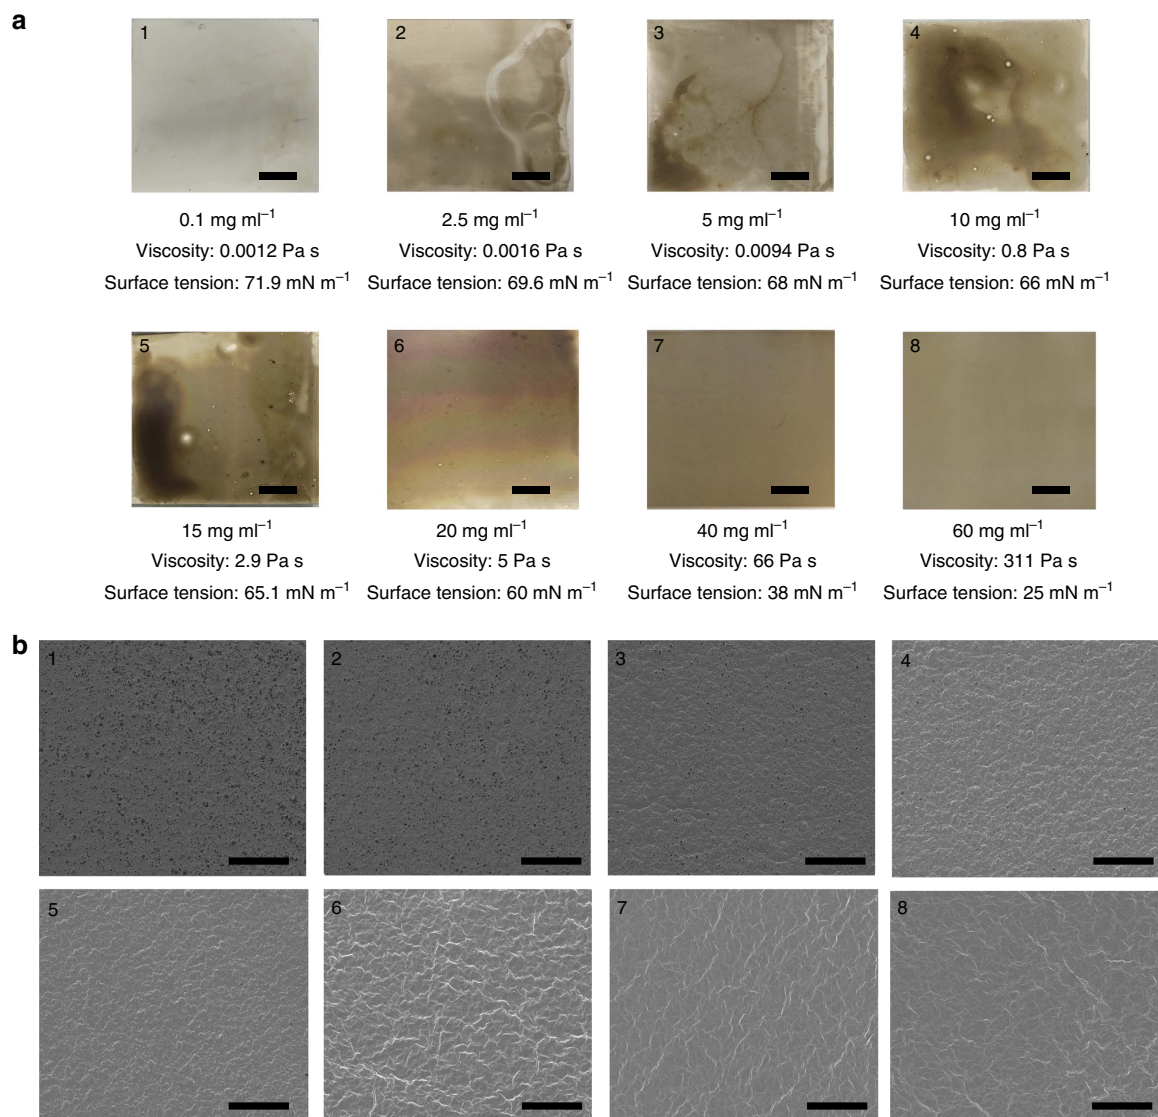 a
1
2
3
4
0.1 mg ml⁻¹
2.5 mg ml⁻¹
5 mg ml⁻¹
10 mg ml⁻¹
Viscosity: 0.0012 Pa s
Viscosity: 0.0016 Pa s
Viscosity: 0.0094 Pa s
Viscosity: 0.8 Pa s
Surface tension: 71.9 mN m⁻¹
Surface tension: 69.6 mN m⁻¹
Surface tension: 68 mN m⁻¹
Surface tension: 66 mN m⁻¹
5
6
7
8
15 mg ml⁻¹
20 mg ml⁻¹
40 mg ml⁻¹
60 mg ml⁻¹
Viscosity: 2.9 Pa s
Viscosity: 5 Pa s
Viscosity: 66 Pa s
Viscosity: 311 Pa s
Surface tension: 65.1 mN m⁻¹
Surface tension: 60 mN m⁻¹
Surface tension: 38 mN m⁻¹
Surface tension: 25 mN m⁻¹
b
1
2
3
4
5
6
7
8